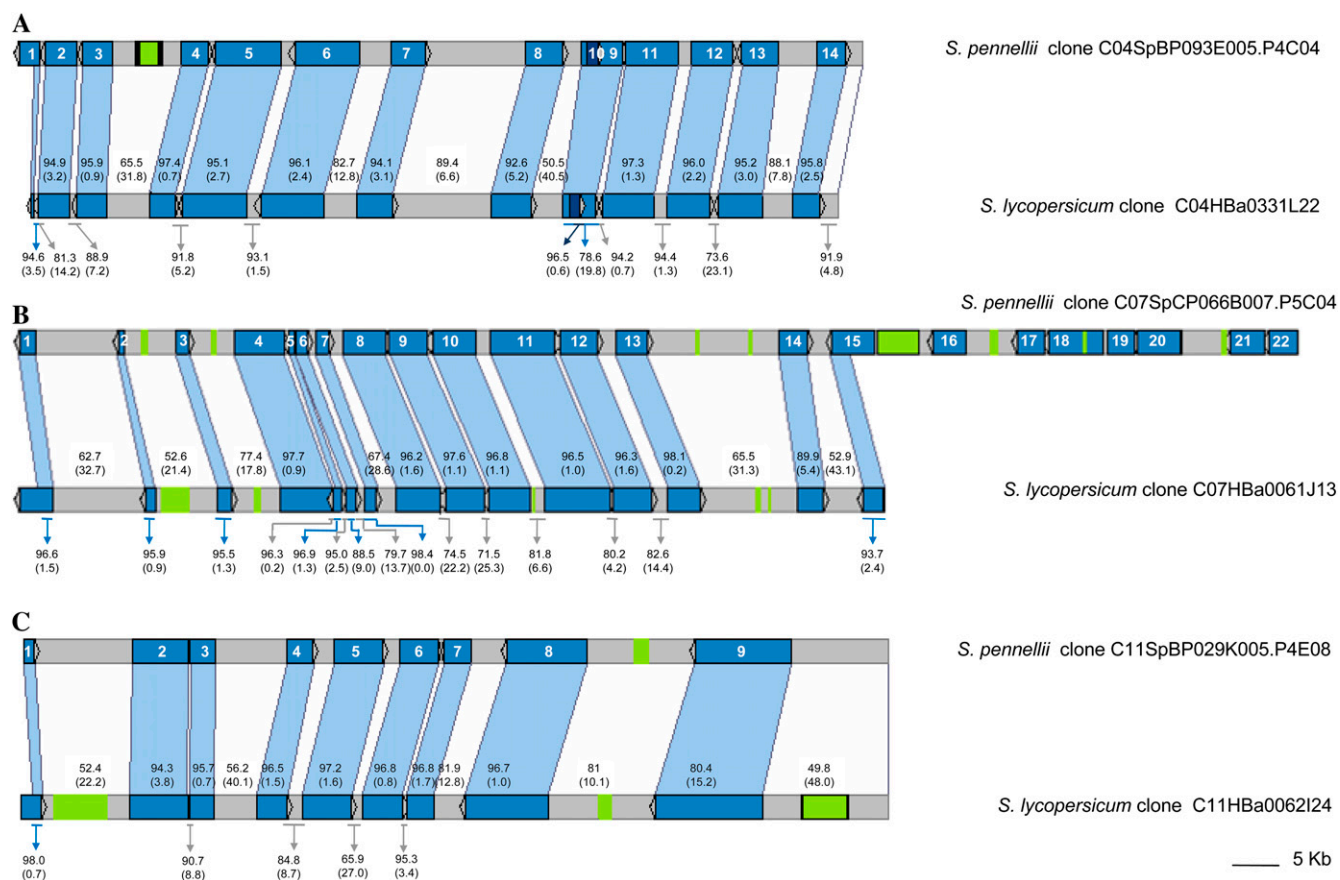 A
1 2 3 4 5 6 7 8 10 9 11 12 13 14
S. pennellii clone C04SpBP093E005.P4C04
94.9 95.9 65.5 97.4 95.1 96.1 82.7 94.1 89.4 92.6 50.5 97.3 96.0 95.2 88.1 95.8
(3.2) (0.9) (31.8) (0.7) (2.7) (2.4) (12.8) (3.1) (6.6) (5.2) (40.5) (1.3) (2.2) (3.0) (7.8) (2.5)
S. lycopersicum clone C04HBa0331L22
94.6 81.3 88.9 91.8 93.1 96.5 78.6 94.2 94.4 73.6 91.9
(3.5) (14.2) (7.2) (5.2) (1.5) (0.6) (19.8) (0.7) (1.3) (23.1) (4.8)
S. pennellii clone C07SpCP066B007.P5C04
B
1 2 3 4 5 6 7 8 9 10 11 12 13 14 15 16 17 18 19 20 21 22
62.7 52.6 77.4 97.7 67.4 96.2 97.6 96.8 96.5 96.3 98.1 65.5 89.9 52.9
(32.7) (21.4) (17.8) (0.9) (28.6) (1.6) (1.1) (1.1) (1.0) (1.6) (0.2) (31.3) (5.4) (43.1)
S. lycopersicum clone C07HBa0061J13
96.6 95.9 95.5 96.3 96.9 95.0 88.5 79.7 98.4 74.5 71.5 81.8 80.2 82.6 93.7
(1.5) (0.9) (1.3) (0.2) (1.3) (2.5) (9.0) (13.7) (0.0) (22.2) (25.3) (6.6) (4.2) (14.4) (2.4)
C
1 2 3 4 5 6 7 8 9
S. pennellii clone C11SpBP029K005.P4E08
52.4 94.3 95.7 56.2 96.5 97.2 96.8 96.8 81.9 96.7 81 80.4 49.8
(22.2) (3.8) (0.7) (40.1) (1.5) (1.6) (0.8) (1.7) (12.8) (1.0) (10.1) (15.2) (48.0)
S. lycopersicum clone C11HBa0062I24
98.0 90.7 84.8 65.9 95.3
(0.7) (8.8) (8.7) (27.0) (3.4)
5 Kb